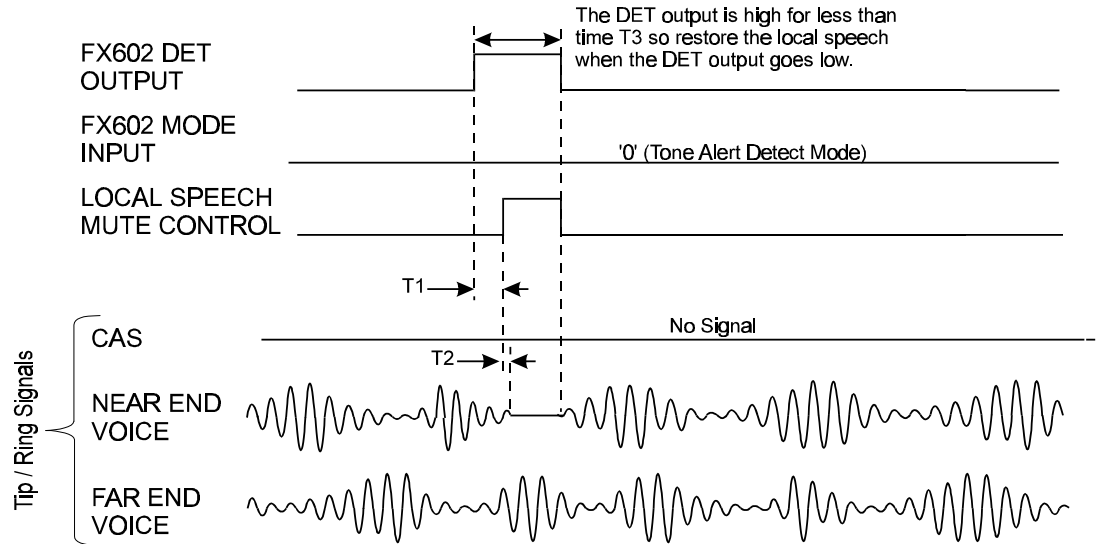 The DET output is high for less than
time T3 so restore the local speech
when the DET output goes low.
FX602 DET
OUTPUT
FX602 MODE
INPUT
'0' (Tone Alert Detect Mode)
LOCAL SPEECH
MUTE CONTROL
T1
CAS
No Signal
T2
NEAR END
VOICE
FAR END
VOICE
Tip / Ring Signals